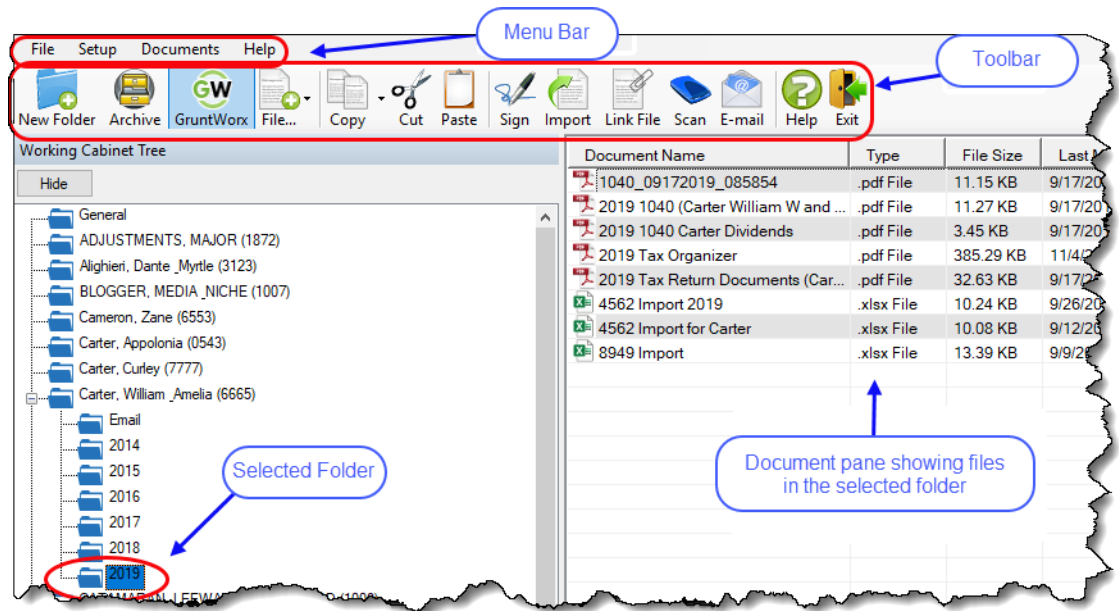 Menu Bar
File Setup Documents Help
Toolbar
GW
New Folder Archive GruntWorx File... Copy Cut Paste Sign Import Link File Scan E-mail Help Exit
Working Cabinet Tree
Hide
General
ADJUSTMENTS, MAJOR (1872)
Alighieri, Dante _Myrtle (3123)
BLOGGER, MEDIA _NICHE (1007)
Cameron, Zane (6553)
Carter, Appolonia (0543)
Carter, Curley (7777)
Carter, William _Amelia (6665)
Email
2014
2015
2016
2017
2018
2019
Selected Folder
Document Name Type File Size Last
1040_09172019_085854 .pdf File 11.15 KB 9/17/20
2019 1040 (Carter William W and ... .pdf File 11.27 KB 9/17/20
2019 1040 Carter Dividends .pdf File 3.45 KB 9/17/20
2019 Tax Organizer .pdf File 385.29 KB 11/4/
2019 Tax Return Documents (Car... .pdf File 32.63 KB 9/17/
4562 Import 2019 .xlsx File 10.24 KB 9/26/20
4562 Import for Carter .xlsx File 10.08 KB 9/12/20
8949 Import .xlsx File 13.39 KB 9/9/2
Document pane showing files
in the selected folder